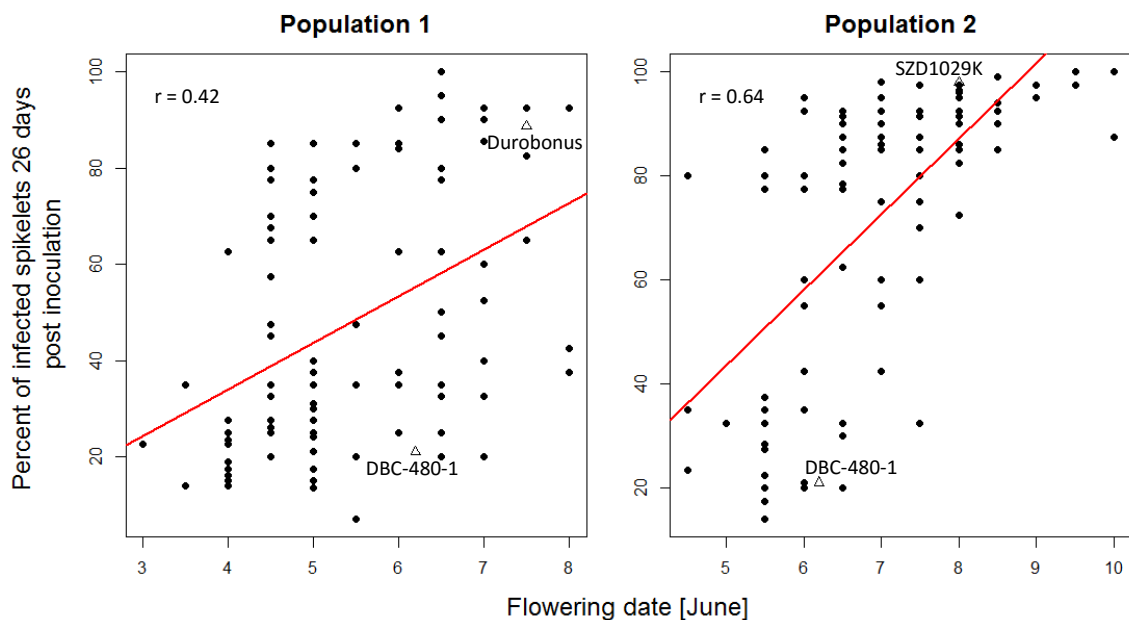 Population 1
Population 2
Percent of infected spikelets 26 days
post inoculation
100
80
60
40
20
r = 0.42
Durobonus
DBC-480-1
3 4 5 6 7 8
100
80
60
40
20
r = 0.64
SZD1029K
DBC-480-1
5 6 7 8 9 10
Flowering date [June]